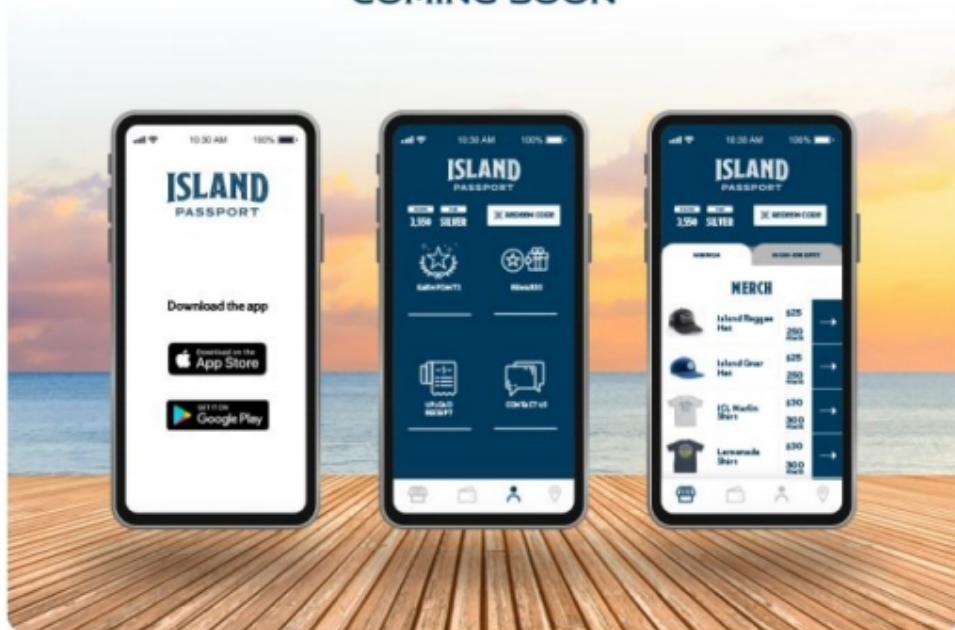 COMING SOON
10:30 AM 100%
ISLAND
PASSPORT
Download the app
Download on the
App Store
GET IT ON
Google Play
10:30 AM 100%
ISLAND
PASSPORT
3,550 SILVER REDEEM CODE
EARN POINTS REWARDS
UPLOAD
RECEIPT
CONTACT US
10:30 AM 100%
ISLAND
PASSPORT
3,550 SILVER REDEEM CODE
MERCH
Island Reggae
Hat
$25
250
Island Gnar
Hat
$25
250
ICL Marlin
Shirt
$30
300
Lemonade
Shirt
$30
300